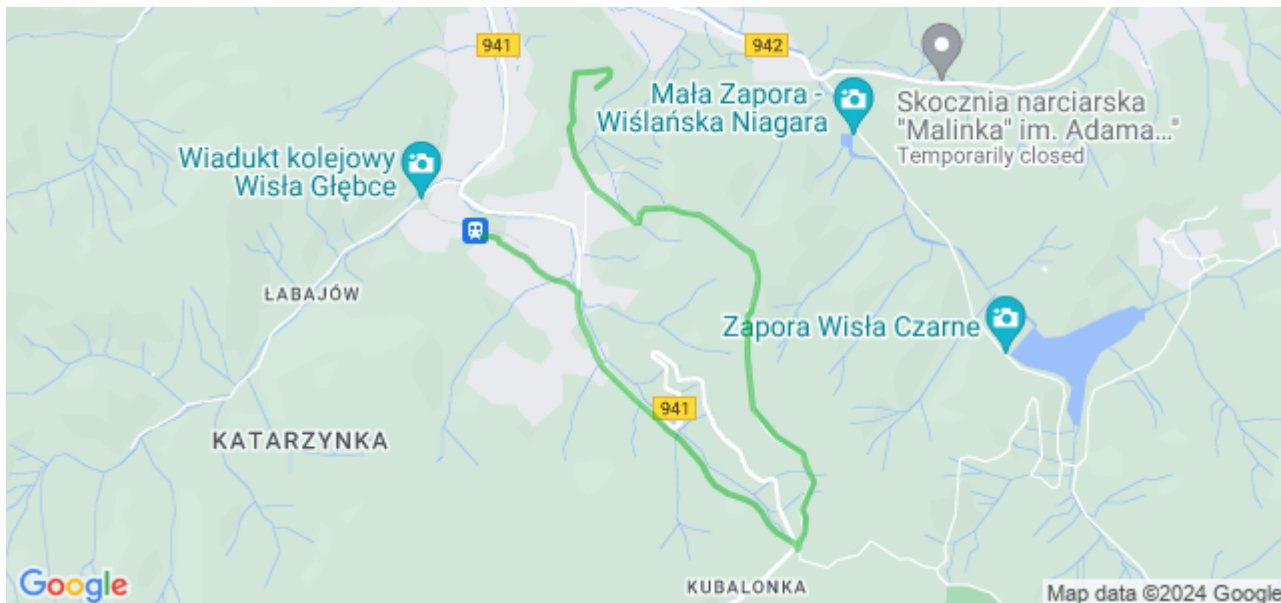 941
942
Mała Zapora -
Wiślańska Niagara
Skocznia narciarska
"Malinka" im. Adama..."
Temporarily closed
Wiadukt kolejowy
Wisła Głębce
ŁABAJÓW
Zapora Wisła Czarne
941
KATARZYNKA
KUBALONKA
Google
Map data ©2024 Google